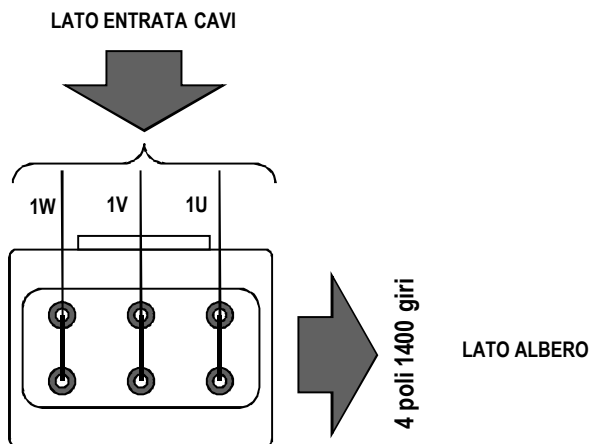 LATO ENTRATA CAVI
1W
1V
1U
4 poli 1400 giri
LATO ALBERO